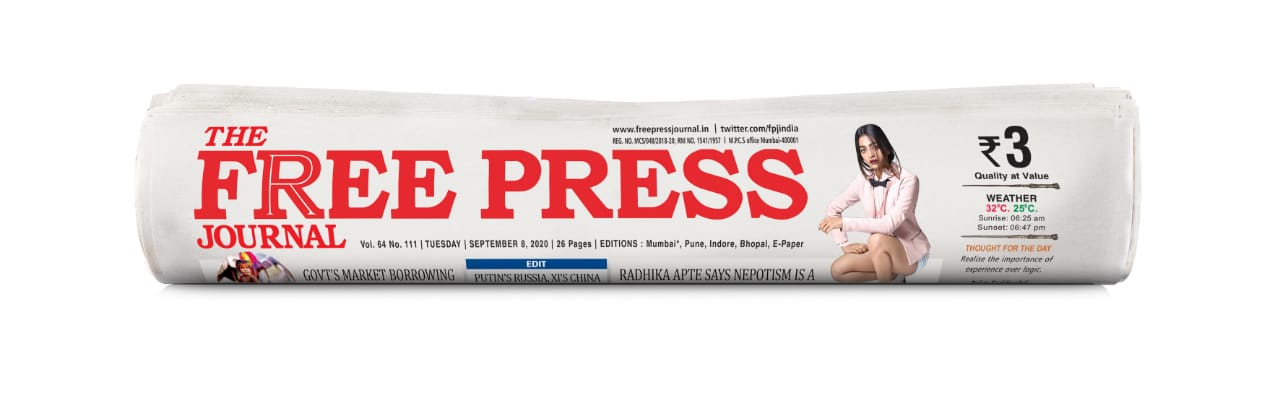 THE
FREE PRESS
JOURNAL
www.freepressjournal.in | twitter.com/fpjindia
REG. NO. MCS/048/2018-20; RNI NO. 1541/1957 | W.P.C.S office Mumbai-400001
Vol. 64 No. 111 | TUESDAY | SEPTEMBER 8, 2020 | 26 Pages | EDITIONS : Mumbai*, Pune, Indore, Bhopal, E-Paper
₹3
Quality at Value
WEATHER
32°C. 25°C.
Sunrise: 06:25 am
Sunset: 06:47 pm
THOUGHT FOR THE DAY
Realise the importance of
experience over logic.
GOVT'S MARKET BORROWING
EDIT
PUTIN'S RUSSIA, XI'S CHINA
RADHIKA APTE SAYS NEPOTISM IS A